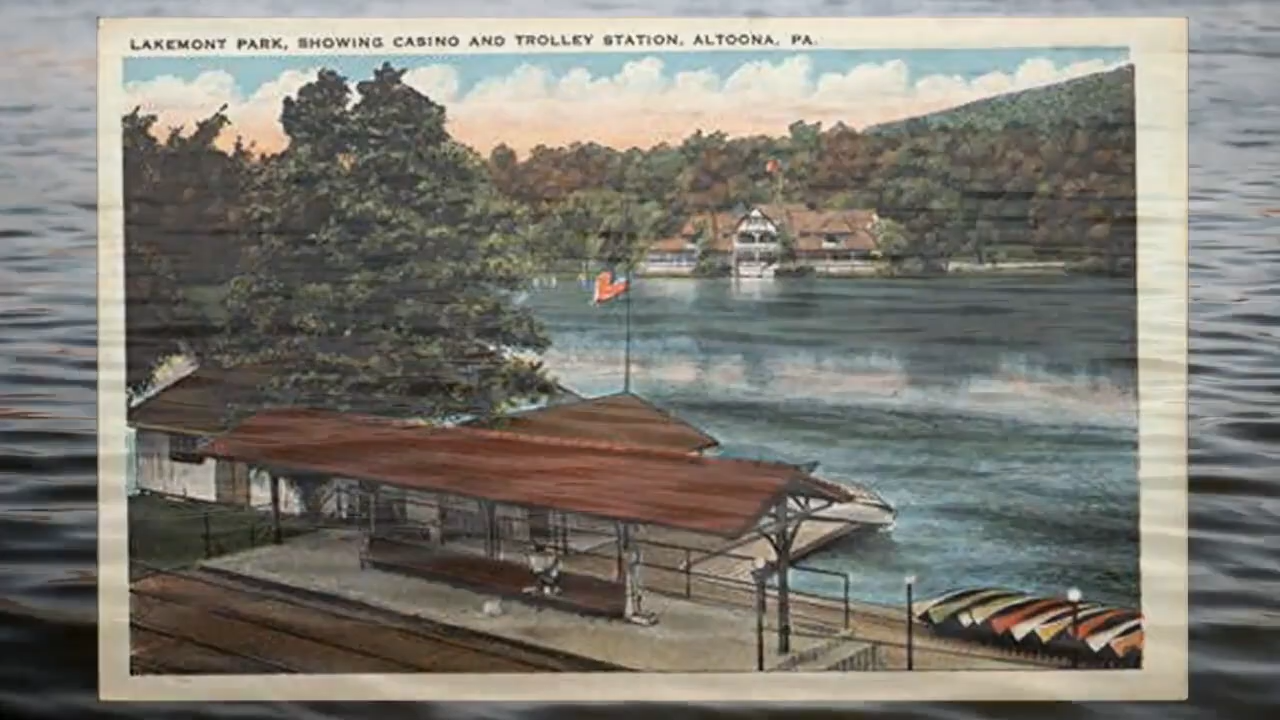 LAKEMONT PARK, SHOWING CASINO AND TROLLEY STATION, ALTOONA, PA.